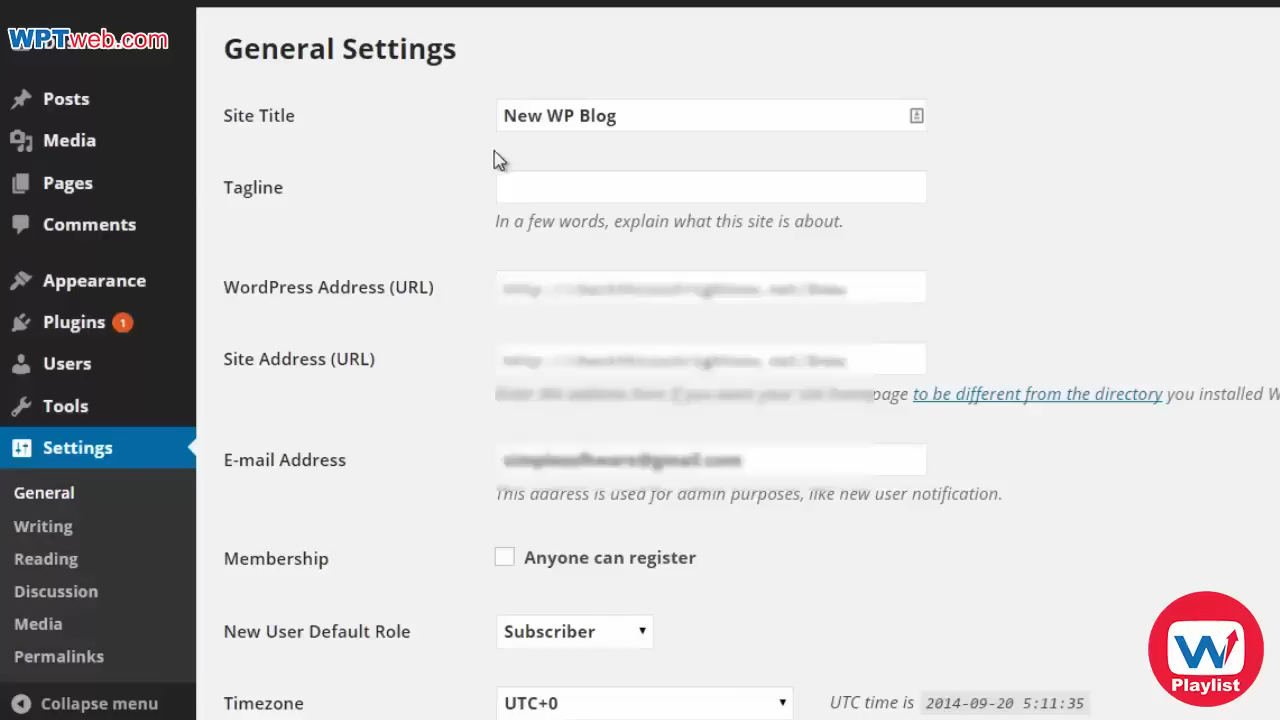 WPTweb.com
Posts
Media
Pages
Comments
Appearance
Plugins 1
Users
Tools
Settings
General
Writing
Reading
Discussion
Media
Permalinks
Collapse menu
General Settings
Site Title New WP Blog
Tagline
In a few words, explain what this site is about.
WordPress Address (URL)
Site Address (URL)
page to be different from the directory you installed W
E-mail Address
This address is used for admin purposes, like new user notification.
Membership Anyone can register
New User Default Role Subscriber
Timezone UTC+0 UTC time is 2014-09-20 5:11:35
W
Playlist